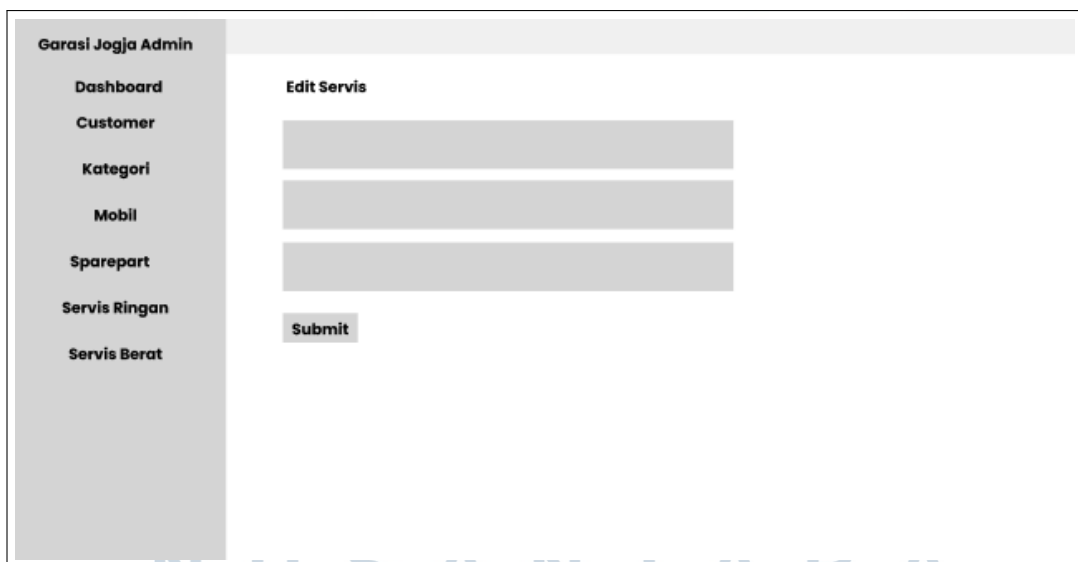 Garasi Jogja Admin
Dashboard
Customer
Kategori
Mobil
Sparepart
Servis Ringan
Servis Berat
Edit Servis
Submit